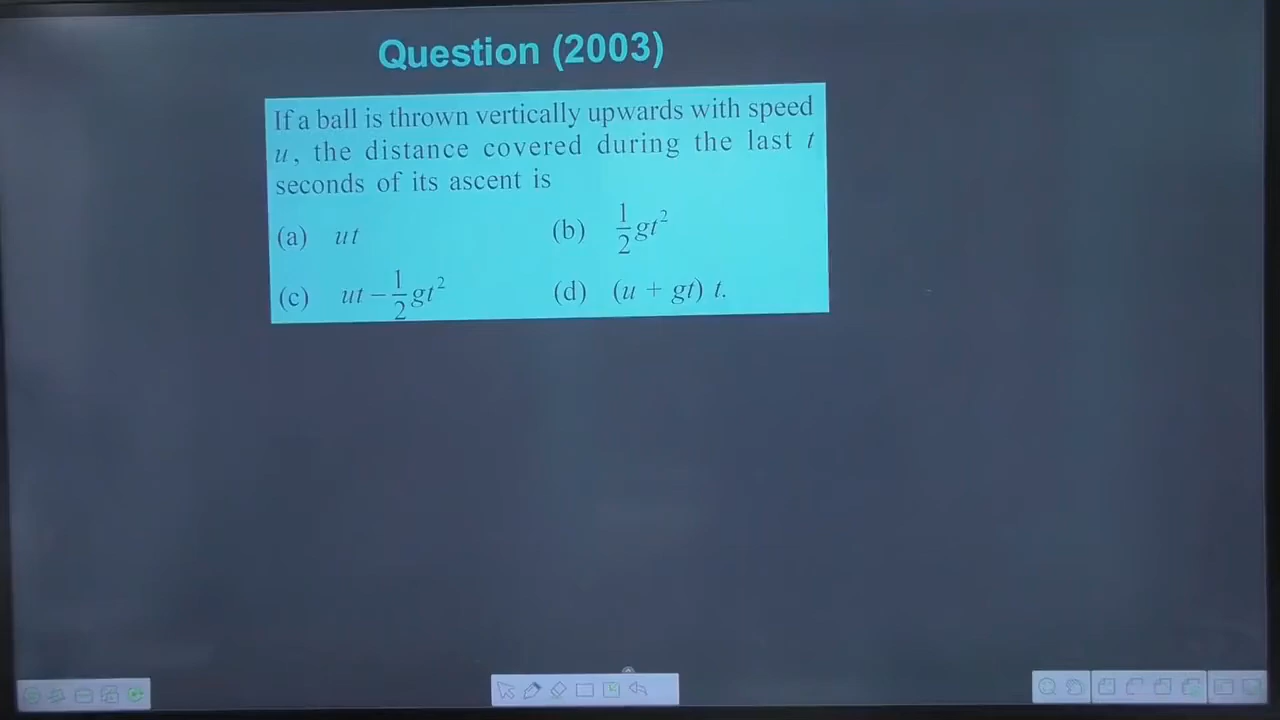 Question (2003)
If a ball is thrown vertically upwards with speed
u, the distance covered during the last t
seconds of its ascent is
(a) ut (b) 1/2 gt²
(c) ut – 1/2 gt² (d) (u + gt) t.